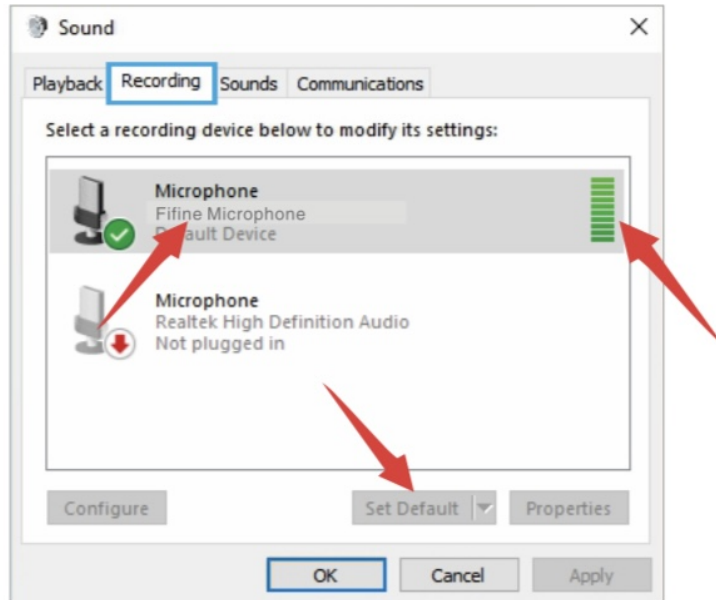 Sound
Playback Recording Sounds Communications
Select a recording device below to modify its settings:
Microphone
Fifine Microphone
Default Device
Microphone
Realtek High Definition Audio
Not plugged in
Configure Set Default Properties
OK Cancel Apply